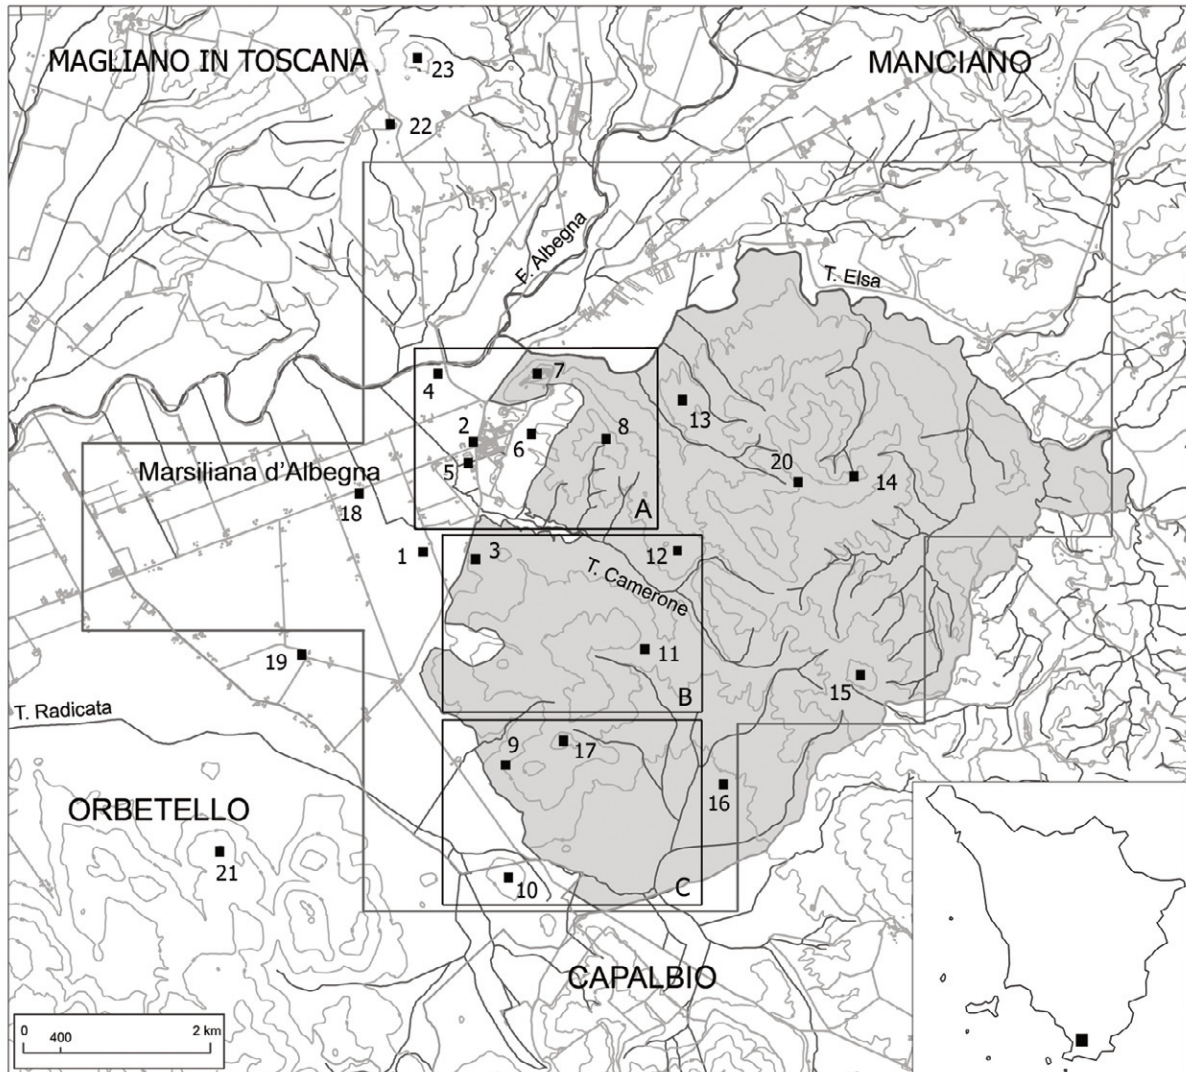 MAGLIANO IN TOSCANA
23
MANCIANO
22
F. Albegna
T. Elsa
4
7
13
2
8
6
5
20
14
Marsiliana d'Albegna
18
A
1
3
12
T. Camerone
11
19
15
B
T. Radicata
9
17
16
ORBETELLO
21
10
C
CAPALBIO
0
400
2 km